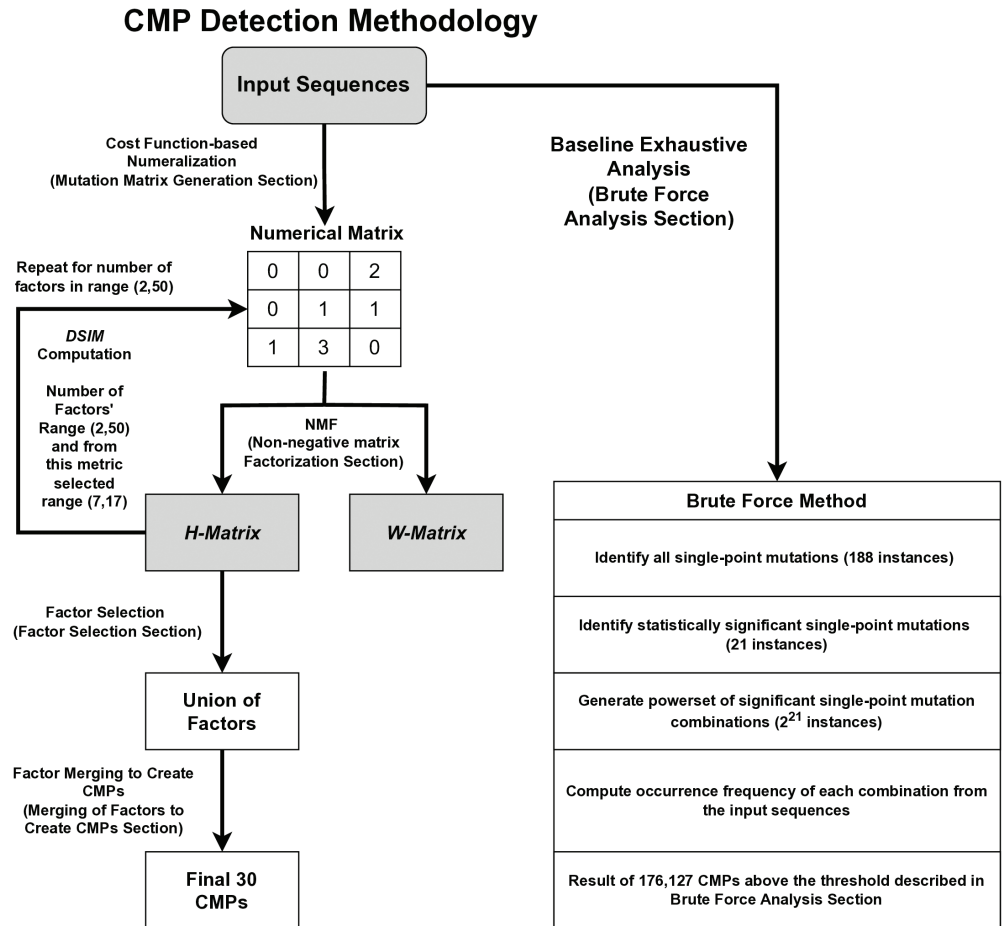 CMP Detection Methodology
Input Sequences
Cost Function-based
Numeralization
(Mutation Matrix Generation Section)
Baseline Exhaustive
Analysis
(Brute Force
Analysis Section)
Numerical Matrix
0 0 2
0 1 1
1 3 0
Repeat for number of
factors in range (2,50)
DSIM
Computation
Number of
Factors'
Range (2,50)
and from
this metric
selected
range (7,17)
NMF
(Non-negative matrix
Factorization Section)
H-Matrix
W-Matrix
Factor Selection
(Factor Selection Section)
Union of
Factors
Factor Merging to Create
CMPs
(Merging of Factors to
Create CMPs Section)
Final 30
CMPs
Brute Force Method
Identify all single-point mutations (188 instances)
Identify statistically significant single-point mutations
(21 instances)
Generate powerset of significant single-point mutation
combinations (2^21 instances)
Compute occurrence frequency of each combination from
the input sequences
Result of 176,127 CMPs above the threshold described in
Brute Force Analysis Section